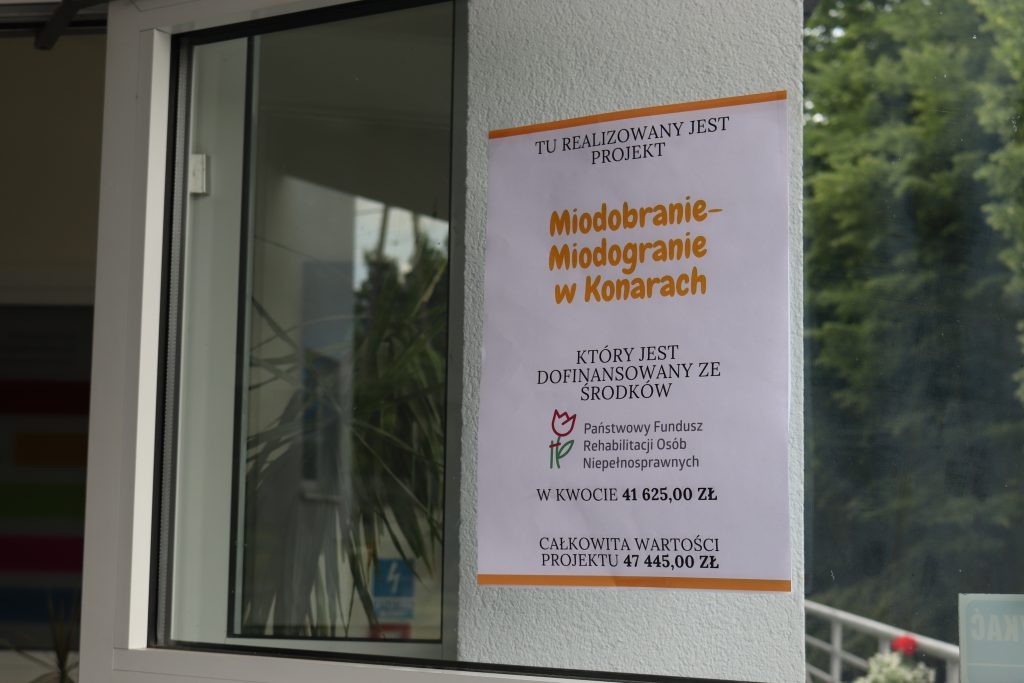 TU REALIZOWANY JEST
PROJEKT
Miodobranie-
Miodogranie
w Konarach
KTÓRY JEST
DOFINANSOWANY ZE
ŚRODKÓW
Państwowy Fundusz
Rehabilitacji Osób
Niepełnosprawnych
W KWOCIE 41 625,00 ZŁ
CAŁKOWITA WARTOŚCI
PROJEKTU 47 445,00 ZŁ